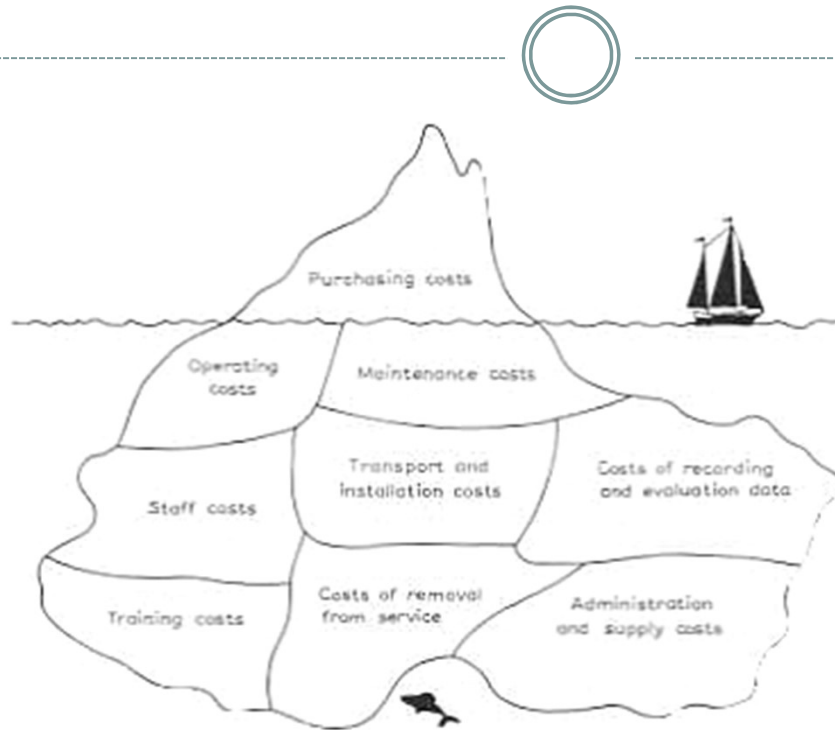 Purchasing costs
Operating
costs
Maintenance costs
Staff costs
Transport and
installation costs
Costs of recording
and evaluation data
Training costs
Costs of removal
from service
Administration
and supply costs